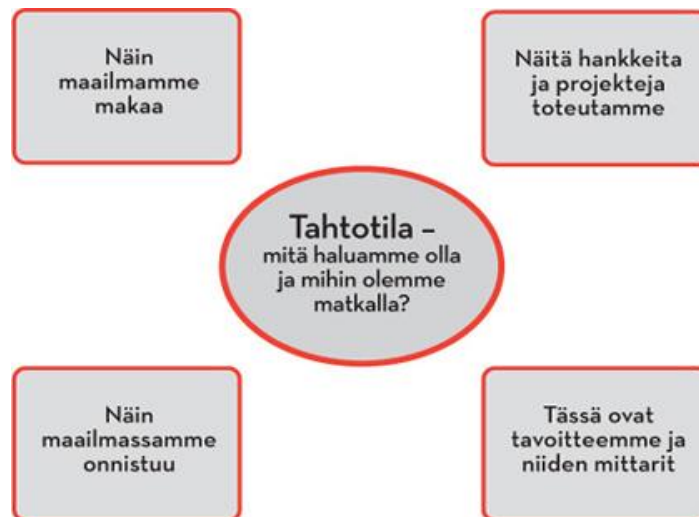 Näin
maailmamme
makaa
Näitä hankkeita
ja projekteja
toteutamme
Tahtotila –
mitä haluamme olla
ja mihin olemme
matkalla?
Näin
maailmassamme
onnistuu
Tässä ovat
tavoitteemme ja
niiden mittarit